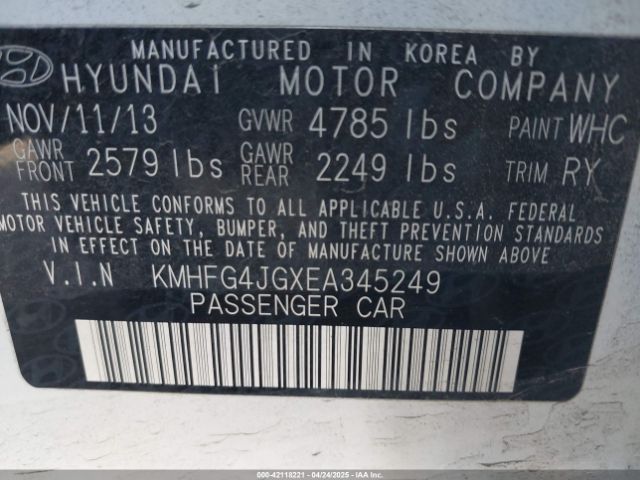 MANUFACTURED IN KOREA BY
HYUNDAI MOTOR COMPANY
NOV/11/13 GVWR 4785 lbs PAINT WHC
GAWR FRONT 2579 lbs GAWR REAR 2249 lbs TRIM RY
THIS VEHICLE CONFORMS TO ALL APPLICABLE U.S.A. FEDERAL
MOTOR VEHICLE SAFETY, BUMPER, AND THEFT PREVENTION STANDARDS
IN EFFECT ON THE DATE OF MANUFACTURE SHOWN ABOVE.
V.I.N KMHFG4JGXEA345249
PASSENGER CAR
000-42118221 - 04/24/2025 - IAAI.COM